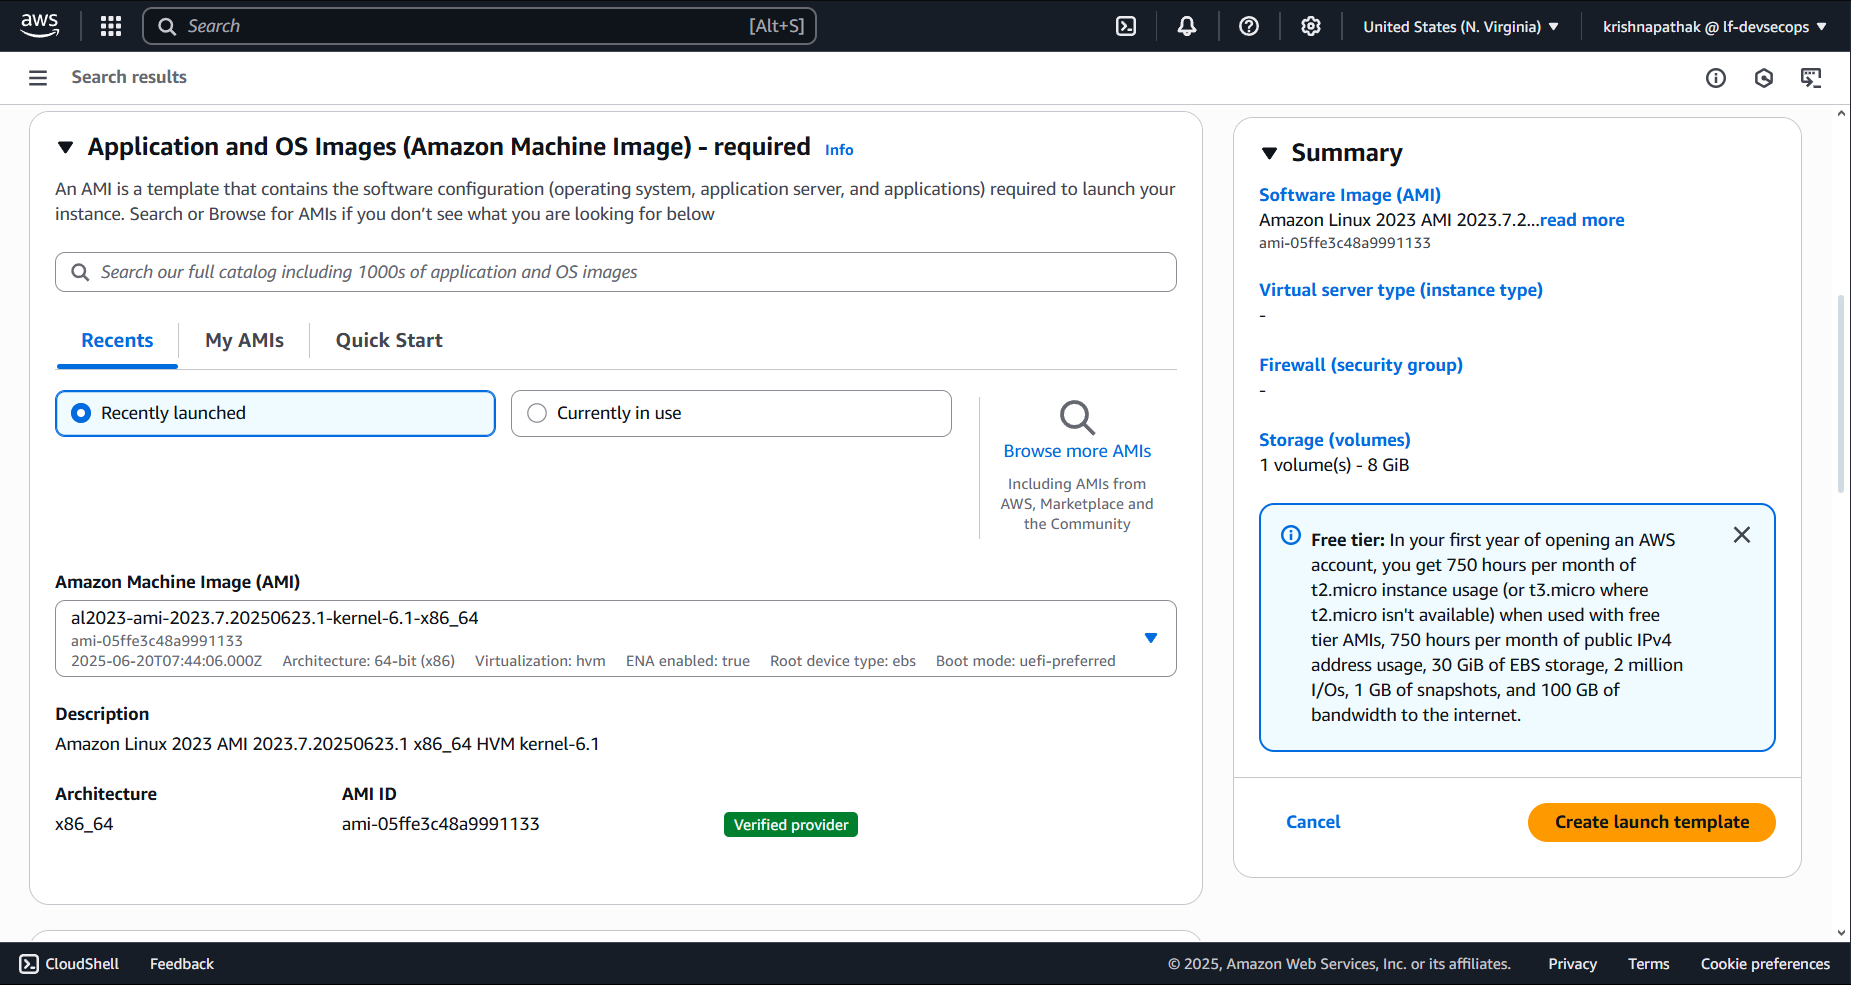 aws
Search
[Alt+S]
United States (N. Virginia)
krishnapathak @ lf-devsecops
Search results
Application and OS Images (Amazon Machine Image) - required Info
An AMI is a template that contains the software configuration (operating system, application server, and applications) required to launch your
instance. Search or Browse for AMIs if you don’t see what you are looking for below
Search our full catalog including 1000s of application and OS images
Recents
My AMIs
Quick Start
Recently launched
Currently in use
Browse more AMIs
Including AMIs from
AWS, Marketplace and
the Community
Amazon Machine Image (AMI)
al2023-ami-2023.7.20250623.1-kernel-6.1-x86_64
ami-05ffe3c48a9991133
2025-06-20T07:44:06.000Z Architecture: 64-bit (x86) Virtualization: hvm ENA enabled: true Root device type: ebs Boot mode: uefi-preferred
Description
Amazon Linux 2023 AMI 2023.7.20250623.1 x86_64 HVM kernel-6.1
Architecture
AMI ID
x86_64
ami-05ffe3c48a9991133
Verified provider
Summary
Software Image (AMI)
Amazon Linux 2023 AMI 2023.7.2...read more
ami-05ffe3c48a9991133
Virtual server type (instance type)
-
Firewall (security group)
-
Storage (volumes)
1 volume(s) - 8 GiB
Free tier: In your first year of opening an AWS
account, you get 750 hours per month of
t2.micro instance usage (or t3.micro where
t2.micro isn't available) when used with free
tier AMIs, 750 hours per month of public IPv4
address usage, 30 GiB of EBS storage, 2 million
I/Os, 1 GB of snapshots, and 100 GB of
bandwidth to the internet.
Cancel
Create launch template
CloudShell
Feedback
© 2025, Amazon Web Services, Inc. or its affiliates.
Privacy
Terms
Cookie preferences